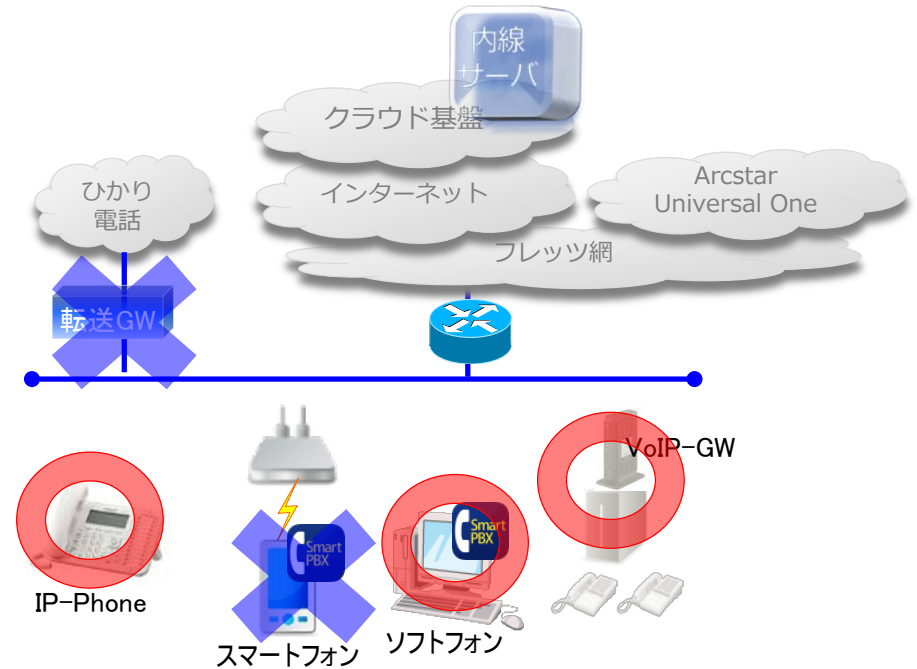 内線
サーバ
クラウド基盤
ひかり
電話
インターネット
Arcstar
Universal One
フレッツ網
転送GW
VoIP-GW
Smart
PBX
Smart
PBX
IP-Phone
スマートフォン
ソフトフォン